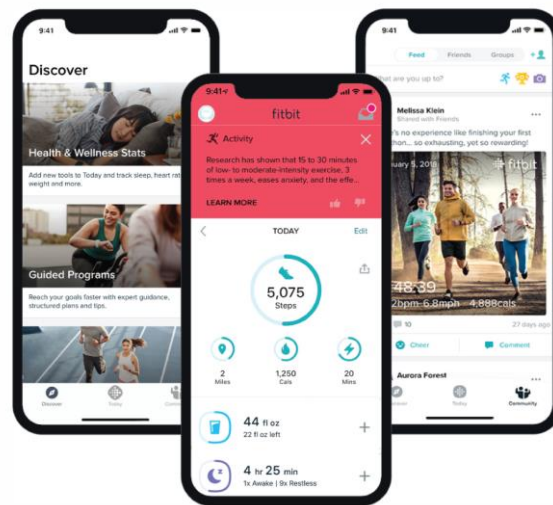 9:41
Discover
Health & Wellness Stats
Add new tools to Today and track sleep, heart rat
weight and more.
Guided Programs
Reach your goals faster with expert guidance,
structured plans and tips.
Discover
Today
9:41
fitbit
Activity
Research has shown that 15 to 30 minutes
of low- to moderate-intensity exercise, 3
times a week, eases anxiety, and the effe...
LEARN MORE
TODAY
Edit
5,075
Steps
2
Miles
1,250
Cals
20
Mins
44 fl oz
22 fl oz left
4 hr 25 min
1x Awake | 9x Restless
9:41
Feed
Friends
Groups
are you up to?
Melissa Klein
Shared with Friends
no experience like finishing your first
than... so exhausting, yet so rewarding!
5, 2018
fitbit
48:39
2bpm 6.8mph 4,888cals
10
27 days ago
Cheer
Comment
Aurora Forest
Today
Community